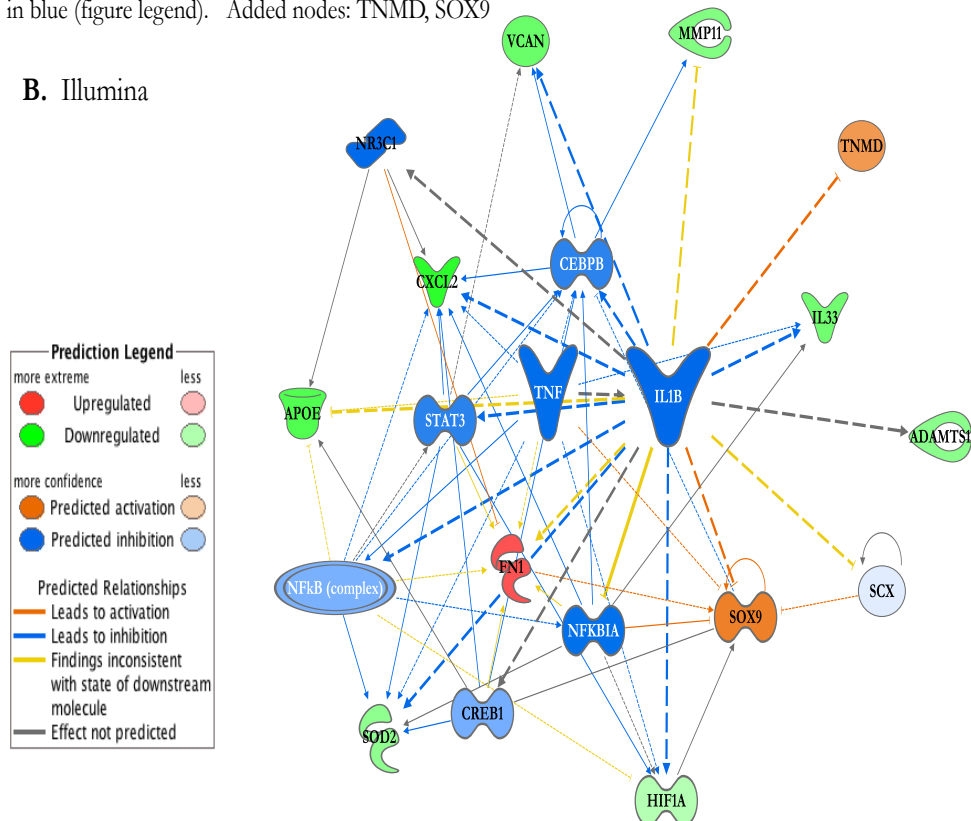 in blue (figure legend). Added nodes: TNMD, SOX9
B. Illumina
VCAN
MMP11
NR3C1
TNMD
CEBPB
CXCL2
IL33
TNF
IL1B
APOE
STAT3
ADAMTS1
FN1
NFkB (complex)
SCX
NFKBIA
SOX9
CREB1
SOD2
HIF1A
Prediction Legend
more extreme less
Upregulated
Downregulated
more confidence less
Predicted activation
Predicted inhibition
Predicted Relationships
Leads to activation
Leads to inhibition
Findings inconsistent
with state of downstream
molecule
Effect not predicted